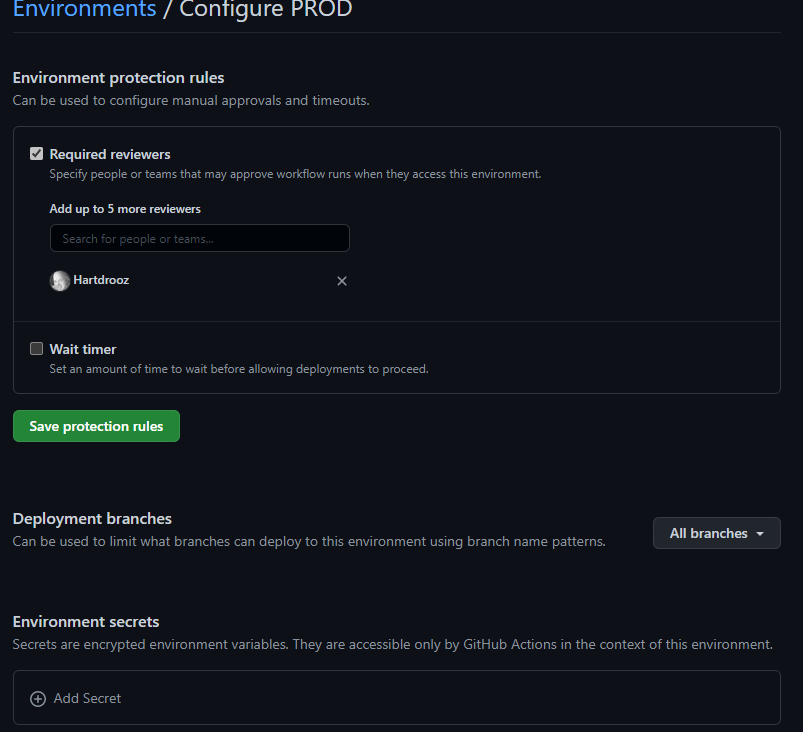 Environments / Configure PROD
Environment protection rules
Can be used to configure manual approvals and timeouts.
Required reviewers
Specify people or teams that may approve workflow runs when they access this environment.
Add up to 5 more reviewers
Search for people or teams...
Hartdrooz
Wait timer
Set an amount of time to wait before allowing deployments to proceed.
Save protection rules
Deployment branches
Can be used to limit what branches can deploy to this environment using branch name patterns.
All branches
Environment secrets
Secrets are encrypted environment variables. They are accessible only by GitHub Actions in the context of this environment.
Add Secret